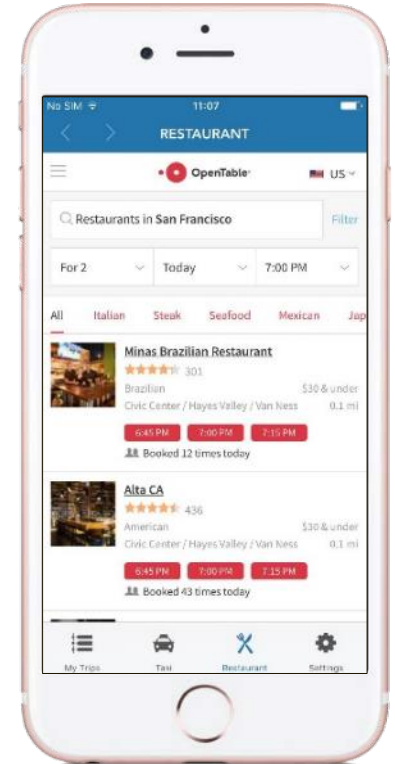 No SIM 11:07
RESTAURANT
OpenTable US
Restaurants in San Francisco Filter
For 2 Today 7:00 PM
All Italian Steak Seafood Mexican Jap
Minas Brazilian Restaurant
301
Brazilian $30 & under
Civic Center / Hayes Valley / Van Ness 0.1 mi
6:45 PM 7:00 PM 7:15 PM
Booked 12 times today
Alta CA
436
American $30 & under
Civic Center / Hayes Valley / Van Ness 0.1 mi
6:45 PM 7:00 PM 7:15 PM
Booked 43 times today
My Trips Taxi Restaurant Settings